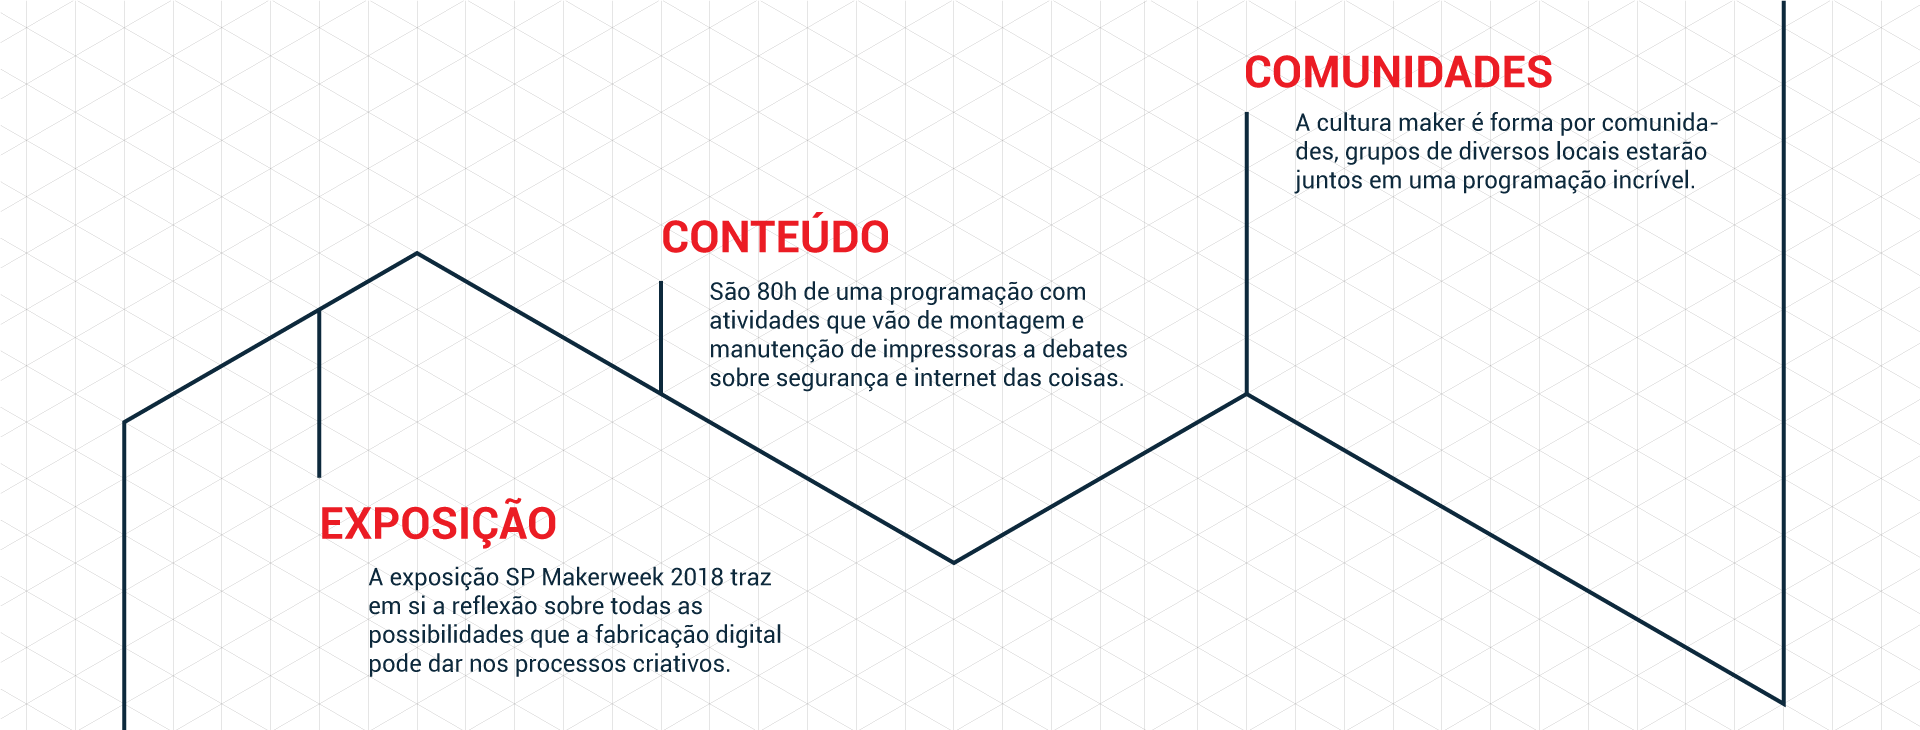 EXPOSIÇÃO
A exposição SP Makerweek 2018 traz
em si a reflexão sobre todas as
possibilidades que a fabricação digital
pode dar nos processos criativos.
CONTEÚDO
São 80h de uma programação com
atividades que vão de montagem e
manutenção de impressoras a debates
sobre segurança e internet das coisas.
COMUNIDADES
A cultura maker é forma por comunida-
des, grupos de diversos locais estarão
juntos em uma programação incrível.